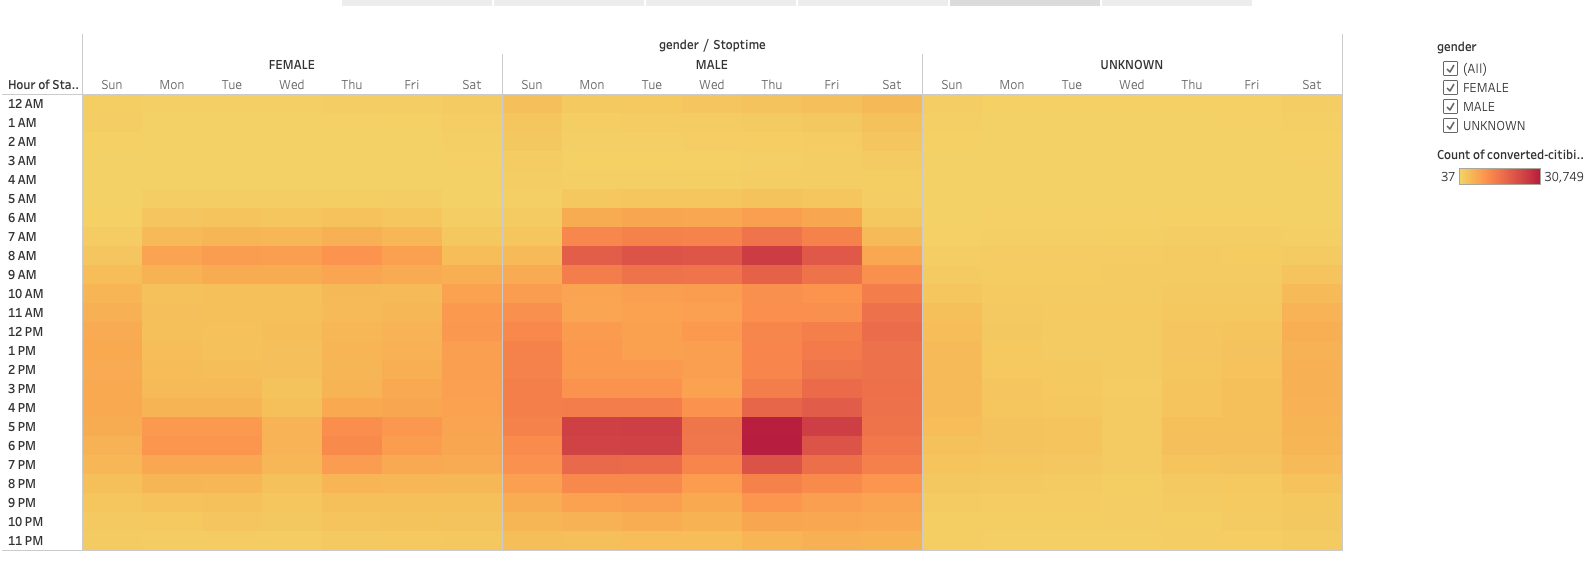 gender / Stoptime
FEMALE MALE UNKNOWN
Hour of Sta.. Sun Mon Tue Wed Thu Fri Sat Sun Mon Tue Wed Thu Fri Sat Sun Mon Tue Wed Thu Fri Sat
12 AM
1 AM
2 AM
3 AM
4 AM
5 AM
6 AM
7 AM
8 AM
9 AM
10 AM
11 AM
12 PM
1 PM
2 PM
3 PM
4 PM
5 PM
6 PM
7 PM
8 PM
9 PM
10 PM
11 PM
gender
(All)
FEMALE
MALE
UNKNOWN
Count of converted-citibi..
37 30,749